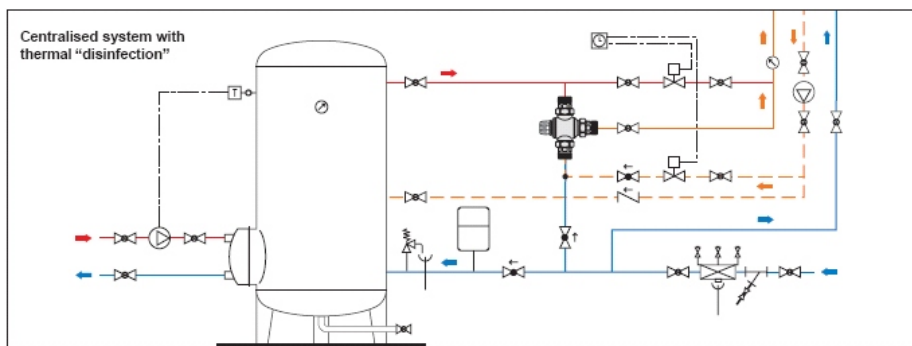 Centralised system with
thermal “disinfection”
T